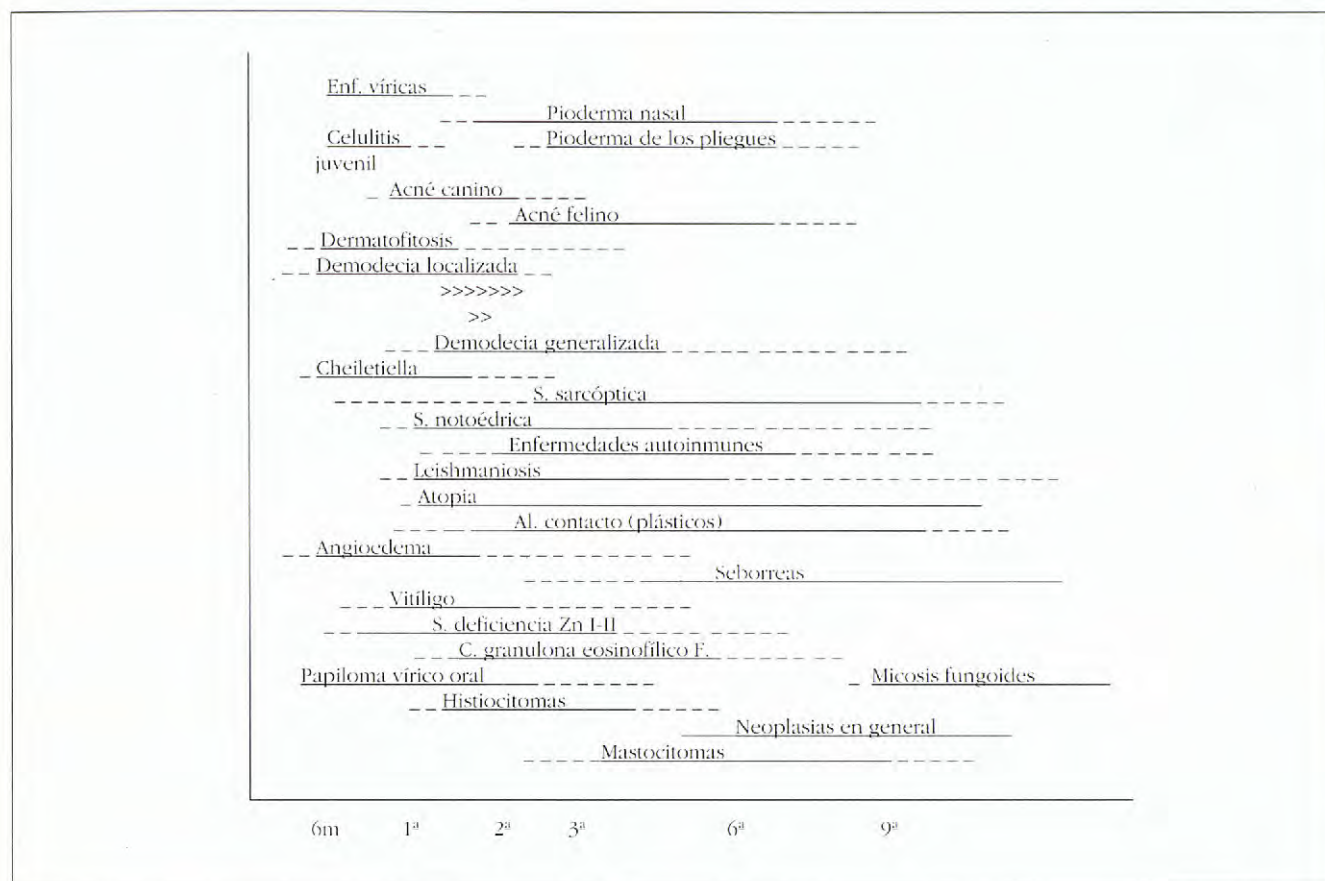 Enf. víricas
Pioderma nasal
Celulitis Pioderma de los pliegues
juvenil
Acné canino
Acné felino
Dermatofitosis
Demodecia localizada
>>>>>>>
>>
Demodecia generalizada
Cheiletiella
S. sarcóptica
S. notoédrica
Enfermedades autoinmunes
Leishmaniosis
Atopia
Al. contacto (plásticos)
Angioedema
Seborreas
Vitíligo
S. deficiencia Zn I-II
C. granulona eosinofílico F.
Papiloma vírico oral Micosis fungoides
Histiocitomas
Neoplasias en general
Mastocitomas
6m 1ª 2ª 3ª 6ª 9ª